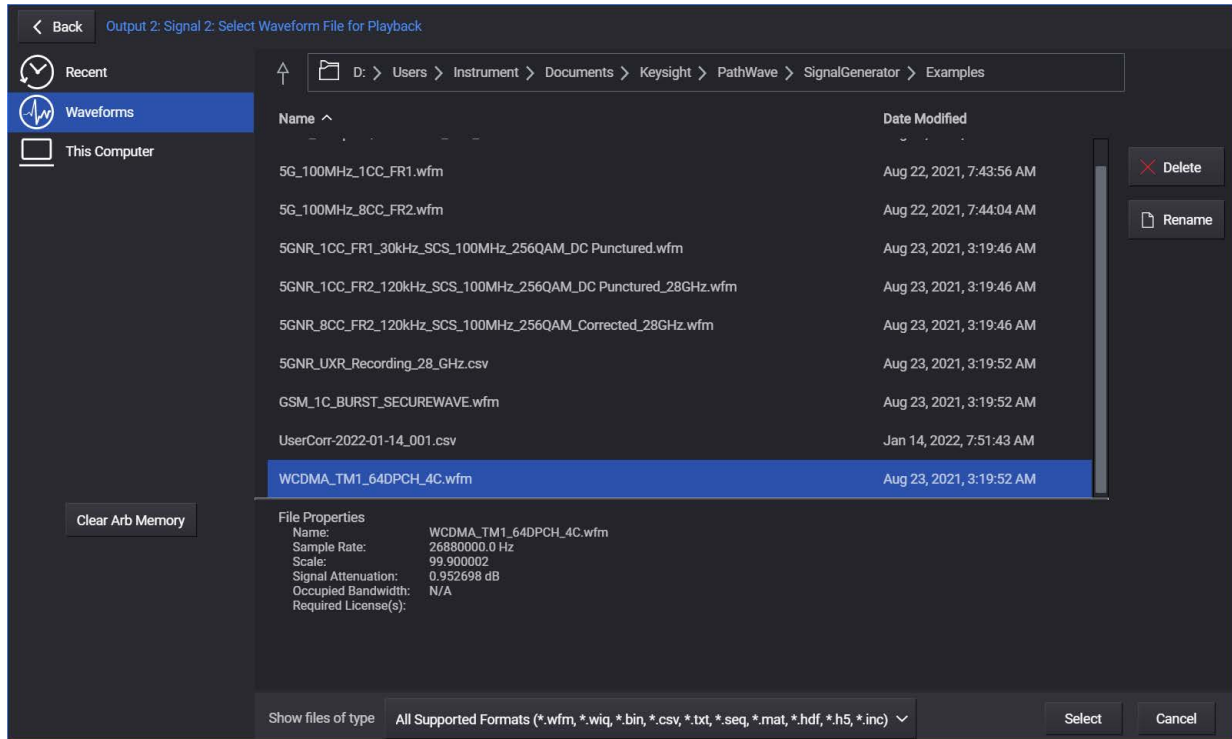 Back
Output 2: Signal 2: Select Waveform File for Playback
Recent
Waveforms
This Computer
Clear Arb Memory
D: > Users > Instrument > Documents > Keysight > PathWave > SignalGenerator > Examples
Name Date Modified
5G_100MHz_1CC_FR1.wfm Aug 22, 2021, 7:43:56 AM
5G_100MHz_8CC_FR2.wfm Aug 22, 2021, 7:44:04 AM
5GNR_1CC_FR1_30kHz_SCS_100MHz_256QAM_DC Punctured.wfm Aug 23, 2021, 3:19:46 AM
5GNR_1CC_FR2_120kHz_SCS_100MHz_256QAM_DC Punctured_28GHz.wfm Aug 23, 2021, 3:19:46 AM
5GNR_8CC_FR2_120kHz_SCS_100MHz_256QAM_Corrected_28GHz.wfm Aug 23, 2021, 3:19:46 AM
5GNR_UXR_Recording_28_GHz.csv Aug 23, 2021, 3:19:52 AM
GSM_1C_BURST_SECUREWAVE.wfm Aug 23, 2021, 3:19:52 AM
UserCorr-2022-01-14_001.csv Jan 14, 2022, 7:51:43 AM
WCDMA_TM1_64DPCH_4C.wfm Aug 23, 2021, 3:19:52 AM
Delete
Rename
File Properties
Name: WCDMA_TM1_64DPCH_4C.wfm
Sample Rate: 26880000.0 Hz
Scale: 99.900002
Signal Attenuation: 0.952698 dB
Occupied Bandwidth: N/A
Required License(s):
Show files of type All Supported Formats (*.wfm, *.wiq, *.bin, *.csv, *.txt, *.seq, *.mat, *.hdf, *.h5, *.inc)
Select
Cancel